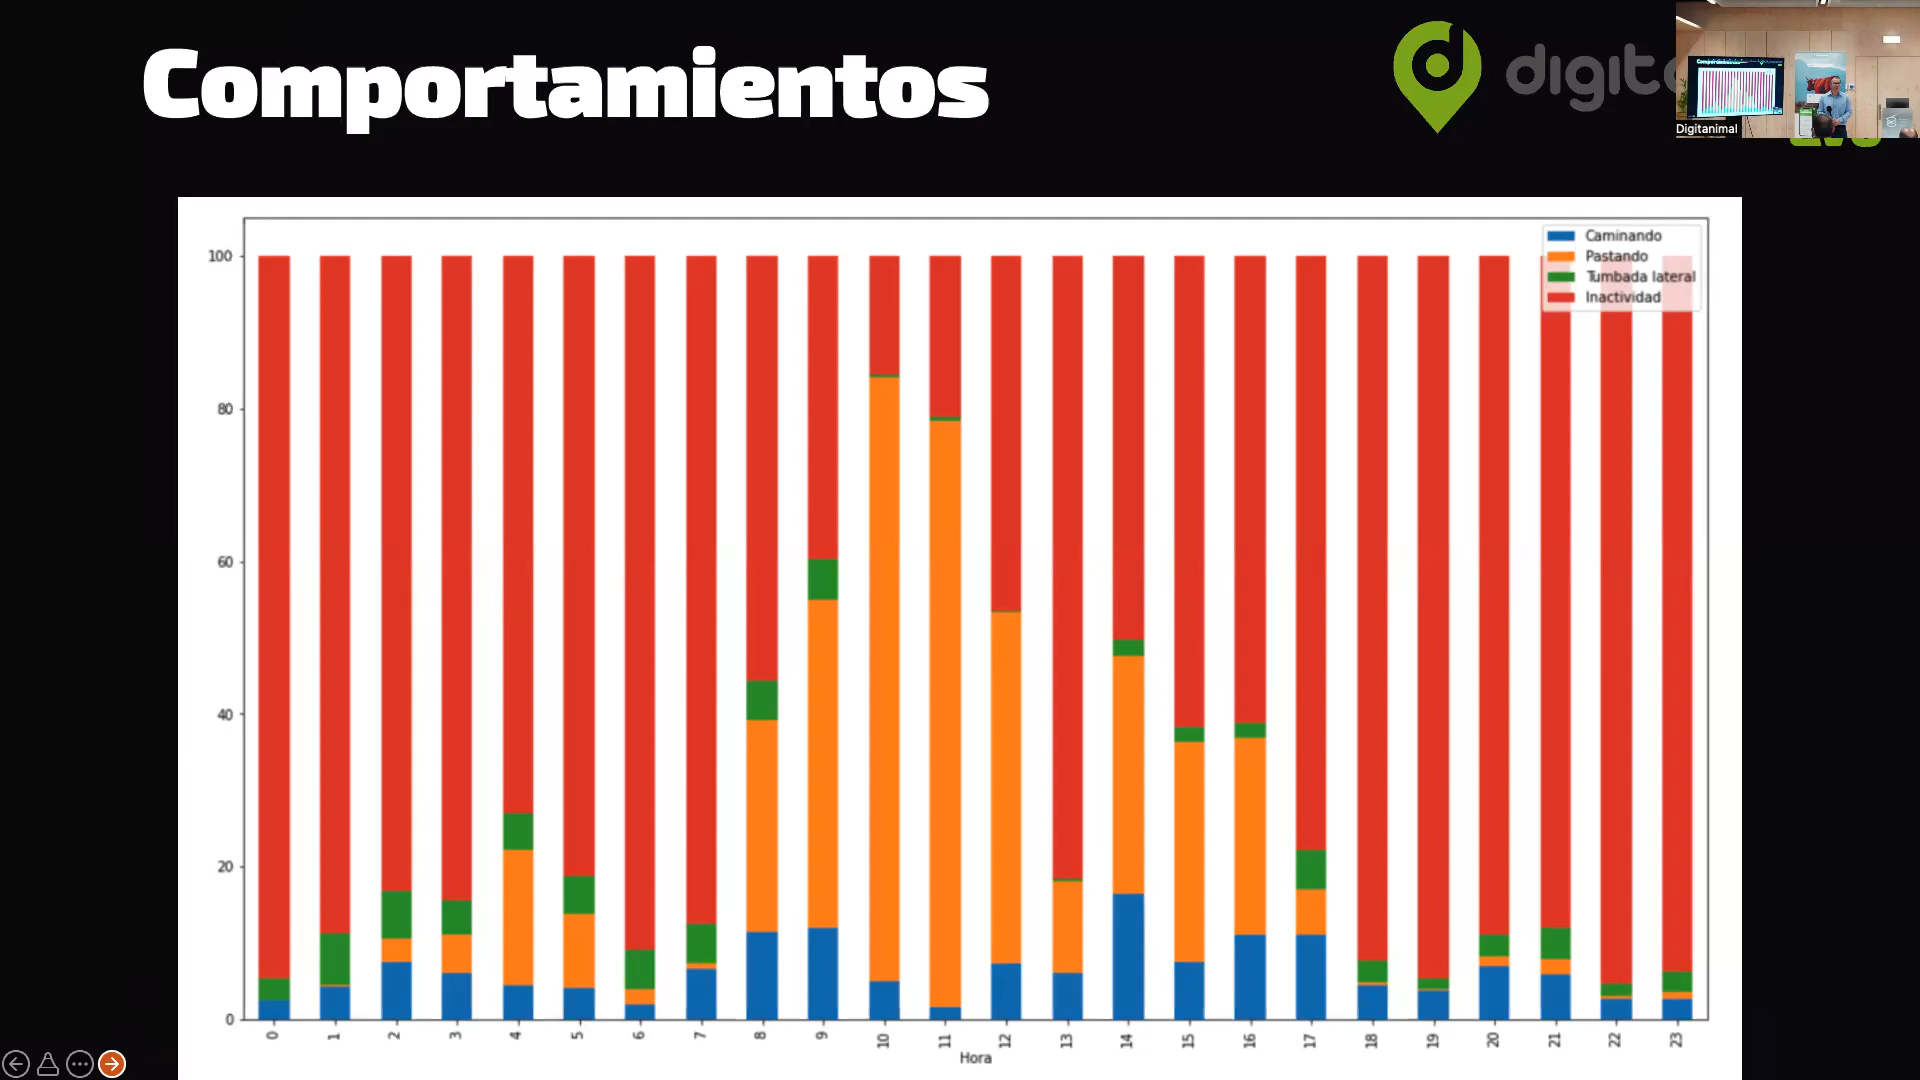 Comportamientos
digit
Digitanimal
Caminando
Pastando
Tumbada lateral
Inactividad
100
80
60
40
20
0
0 1 2 3 4 5 6 7 8 9 10 11 12 13 14 15 16 17 18 19 20 21 22 23
Hora